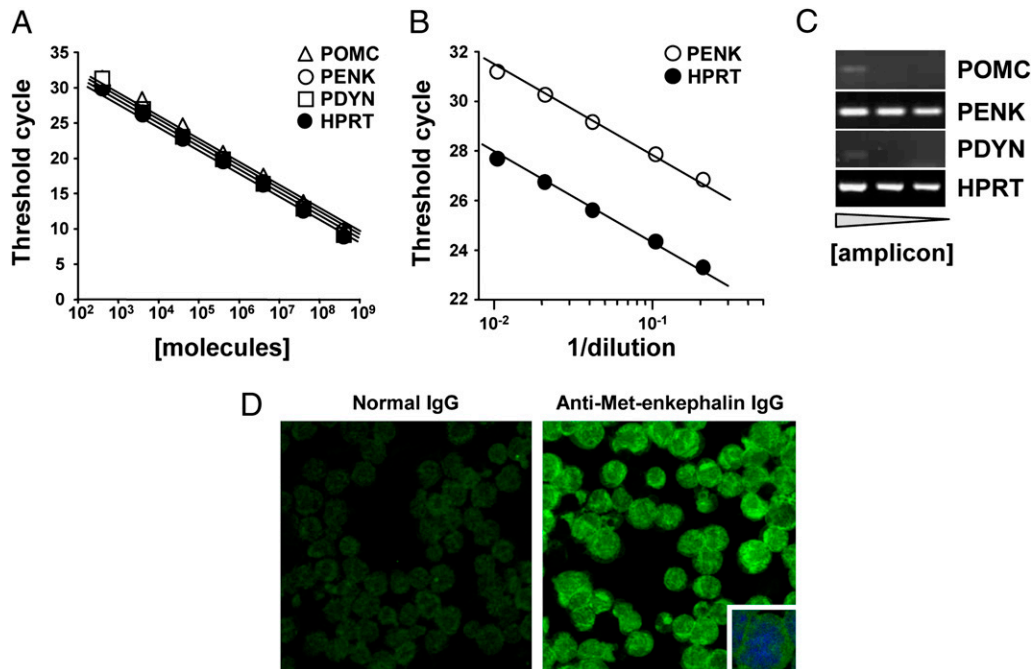 A
35
30
25
20
15
10
5
0
Threshold cycle
10² 10³ 10⁴ 10⁵ 10⁶ 10⁷ 10⁸ 10⁹
[molecules]
POMC
PENK
PDYN
HPRT
B
32
30
28
26
24
22
Threshold cycle
10⁻² 10⁻¹
1/dilution
PENK
HPRT
C
POMC
PENK
PDYN
HPRT
[amplicon]
D
Normal IgG
Anti-Met-enkephalin IgG